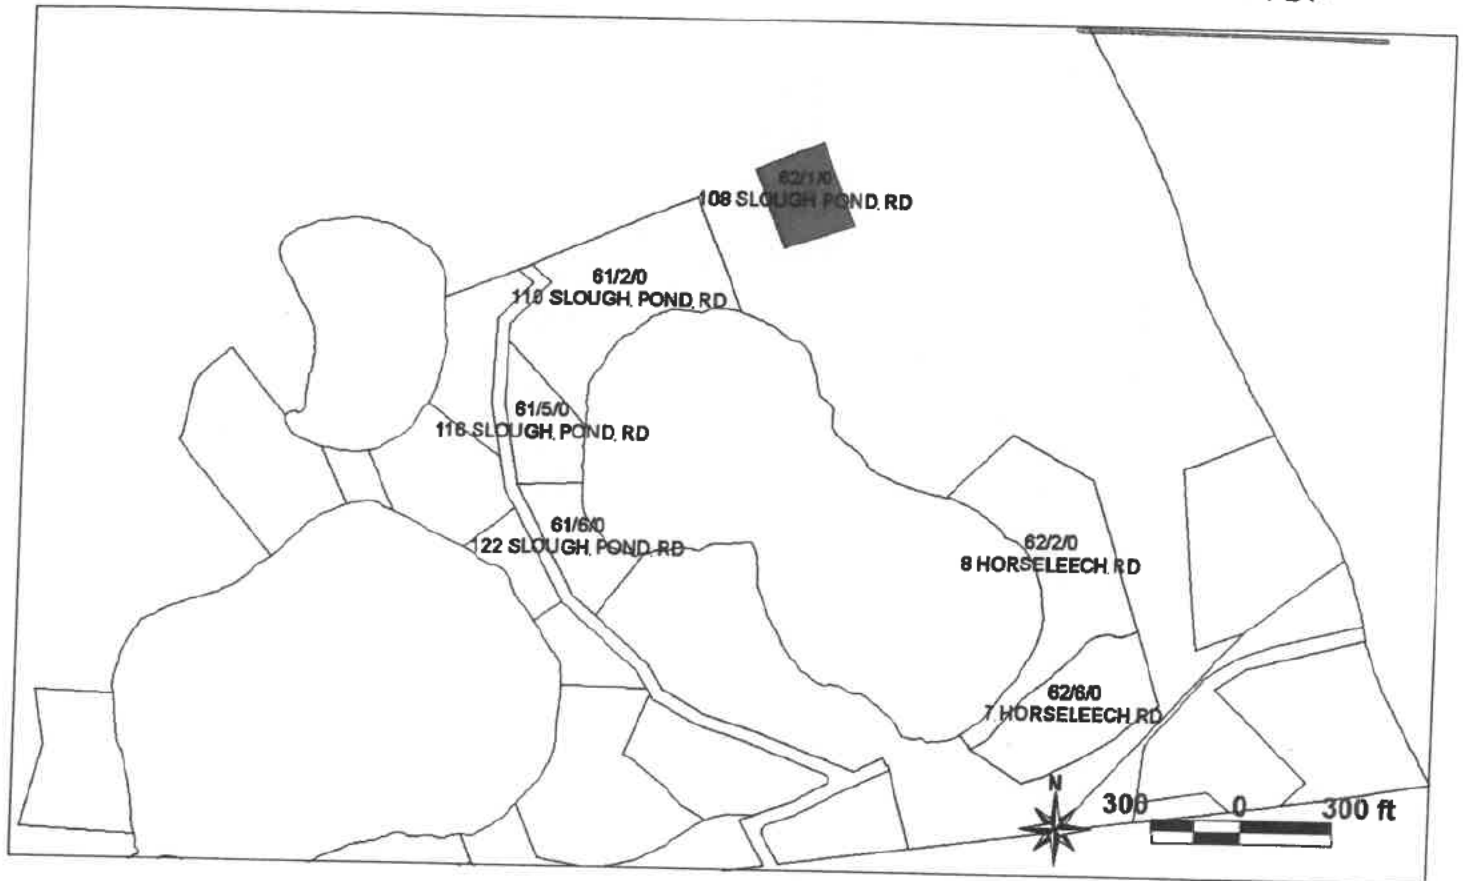 62/1/0
108 SLOUGH POND RD
61/2/0
110 SLOUGH POND RD
61/5/0
116 SLOUGH POND RD
61/6/0
122 SLOUGH POND RD
62/2/0
8 HORSELEECH RD
62/6/0
7 HORSELEECH RD
N
300 0 300 ft